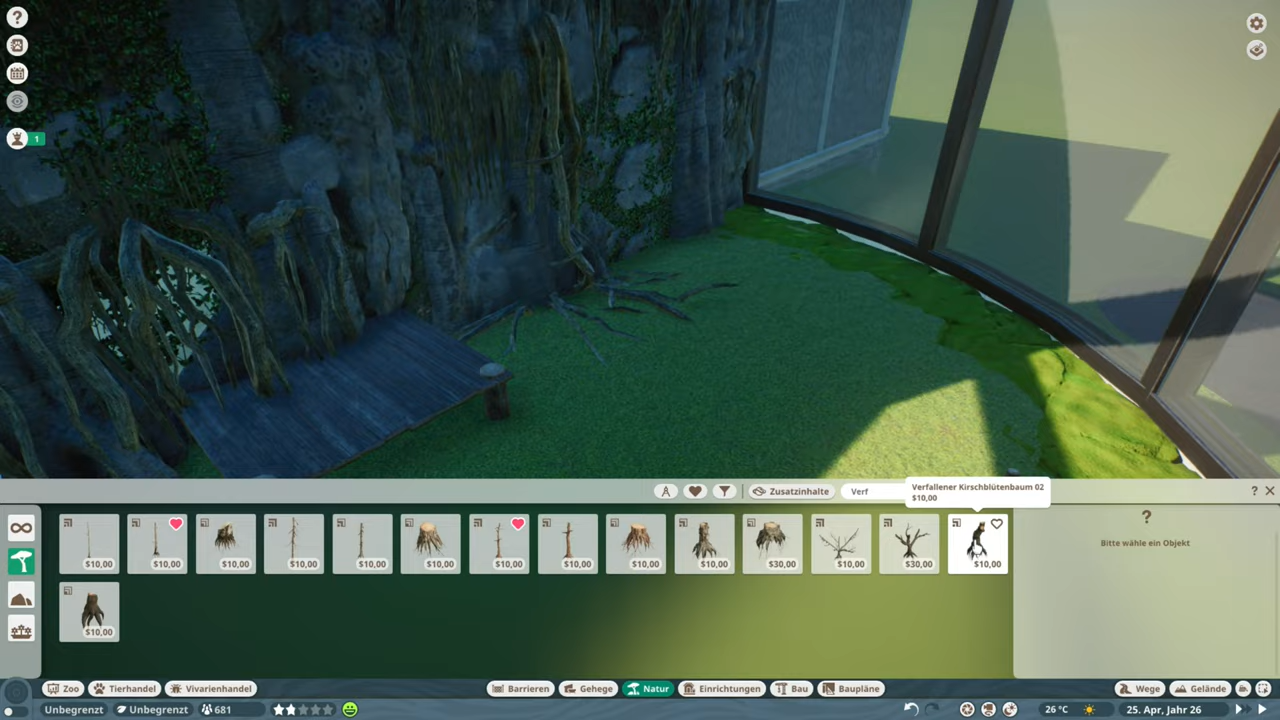 ?
1
Zusatzinhalte
Verf
? ×
Verfallener Kirschblütenbaum 02
$10,00
$10,00
$10,00
$10,00
$10,00
$10,00
$10,00
$10,00
$10,00
$10,00
$10,00
$30,00
$10,00
$30,00
$10,00
$10,00
?
Bitte wähle ein Objekt
Zoo
Tierhandel
Vivarienhandel
Barrieren
Gehege
Natur
Einrichtungen
Bau
Baupläne
Wege
Gelände
Unbegrenzt
Unbegrenzt
681
26 °C
25. Apr, Jahr 26